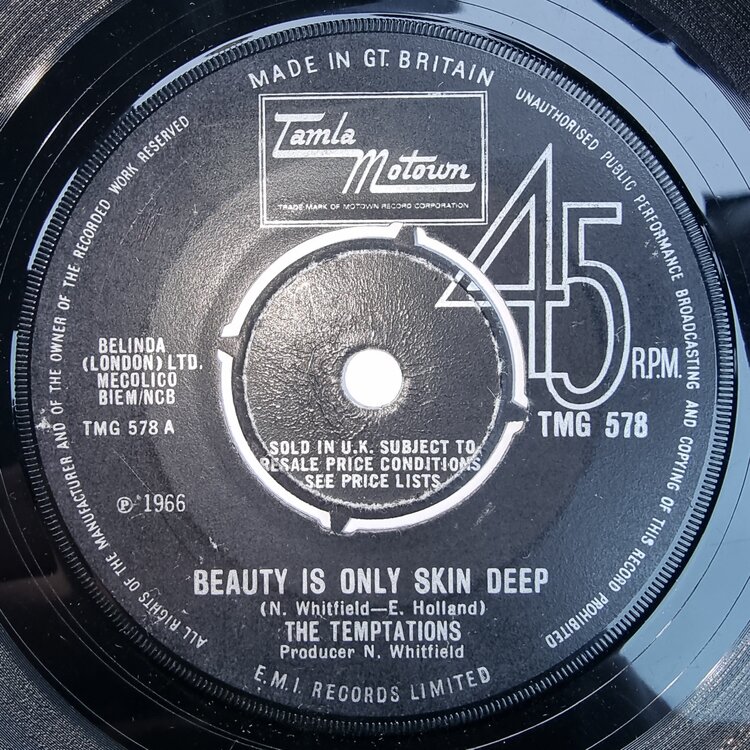 MADE IN GT. BRITAIN
UNAUTHORISED PUBLIC PERFORMANCE BROADCASTING AND COPYING OF THIS RECORD PROHIBITED
ALL RIGHTS OF THE MANUFACTURER AND OF THE OWNER OF THE RECORDED WORK RESERVED
Tamla
Motown
TRADE MARK OF MOTOWN RECORD CORPORATION
45
R.P.M.
TMG 578
BELINDA
(LONDON) LTD.
MECOLICO
BIEM/NCB
TMG 578 A
SOLD IN U.K. SUBJECT TO
RESALE PRICE CONDITIONS,
SEE PRICE LISTS
℗ 1966
BEAUTY IS ONLY SKIN DEEP
(N. Whitfield—E. Holland)
THE TEMPTATIONS
Producer N. Whitfield
E.M.I. RECORDS LIMITED